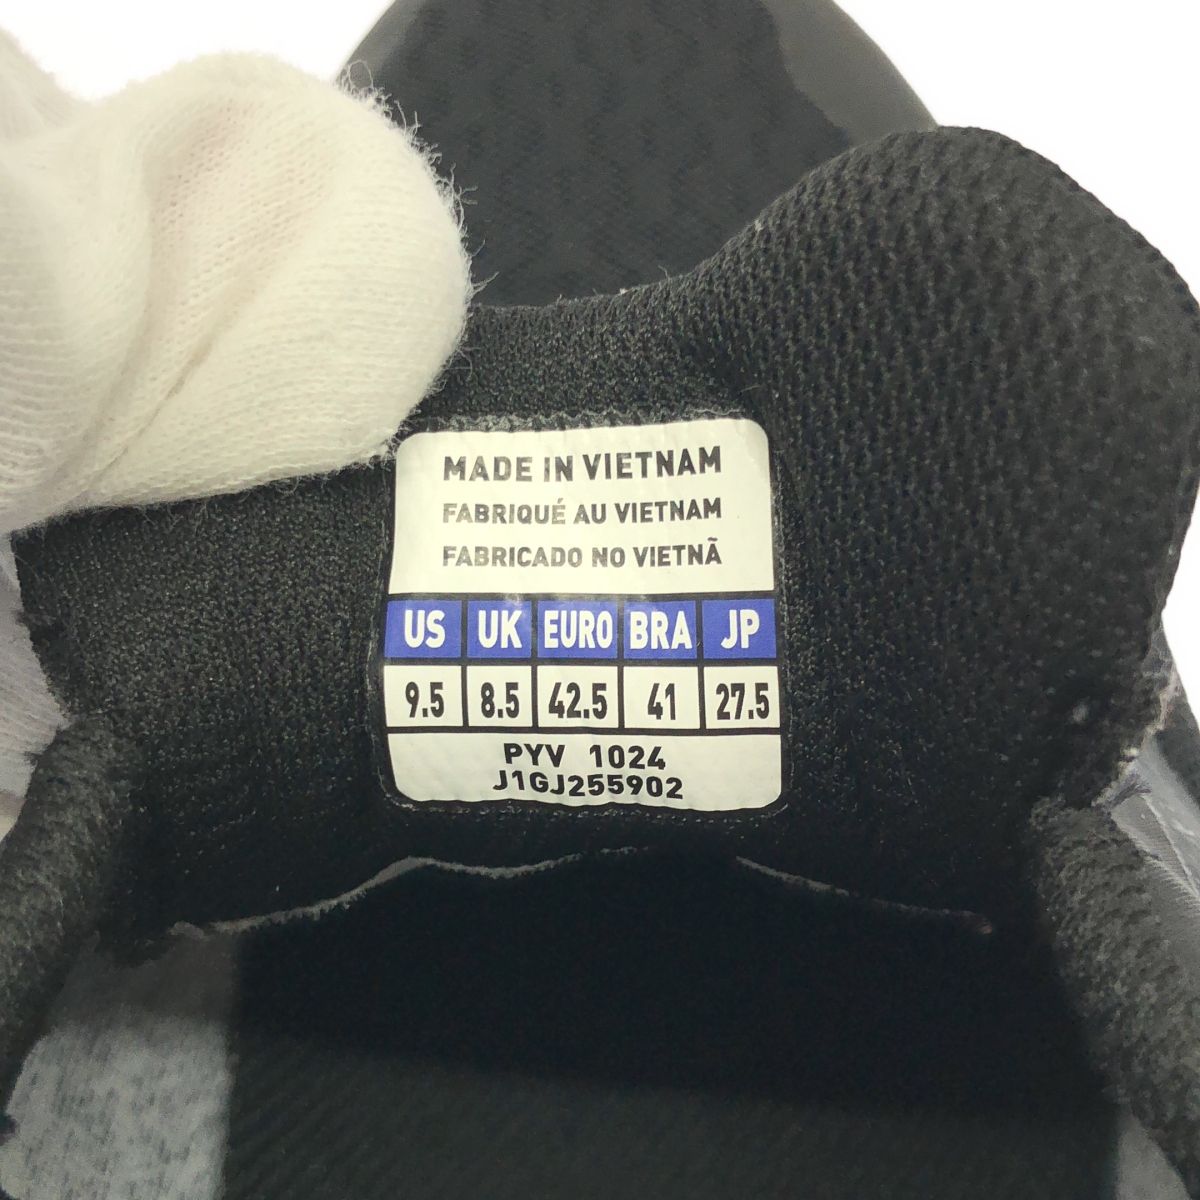 MADE IN VIETNAM
FABRIQUÉ AU VIETNAM
FABRICADO NO VIETNÃ
US UK EURO BRA JP
9.5 8.5 42.5 41 27.5
PYV 1024
J1GJ255902